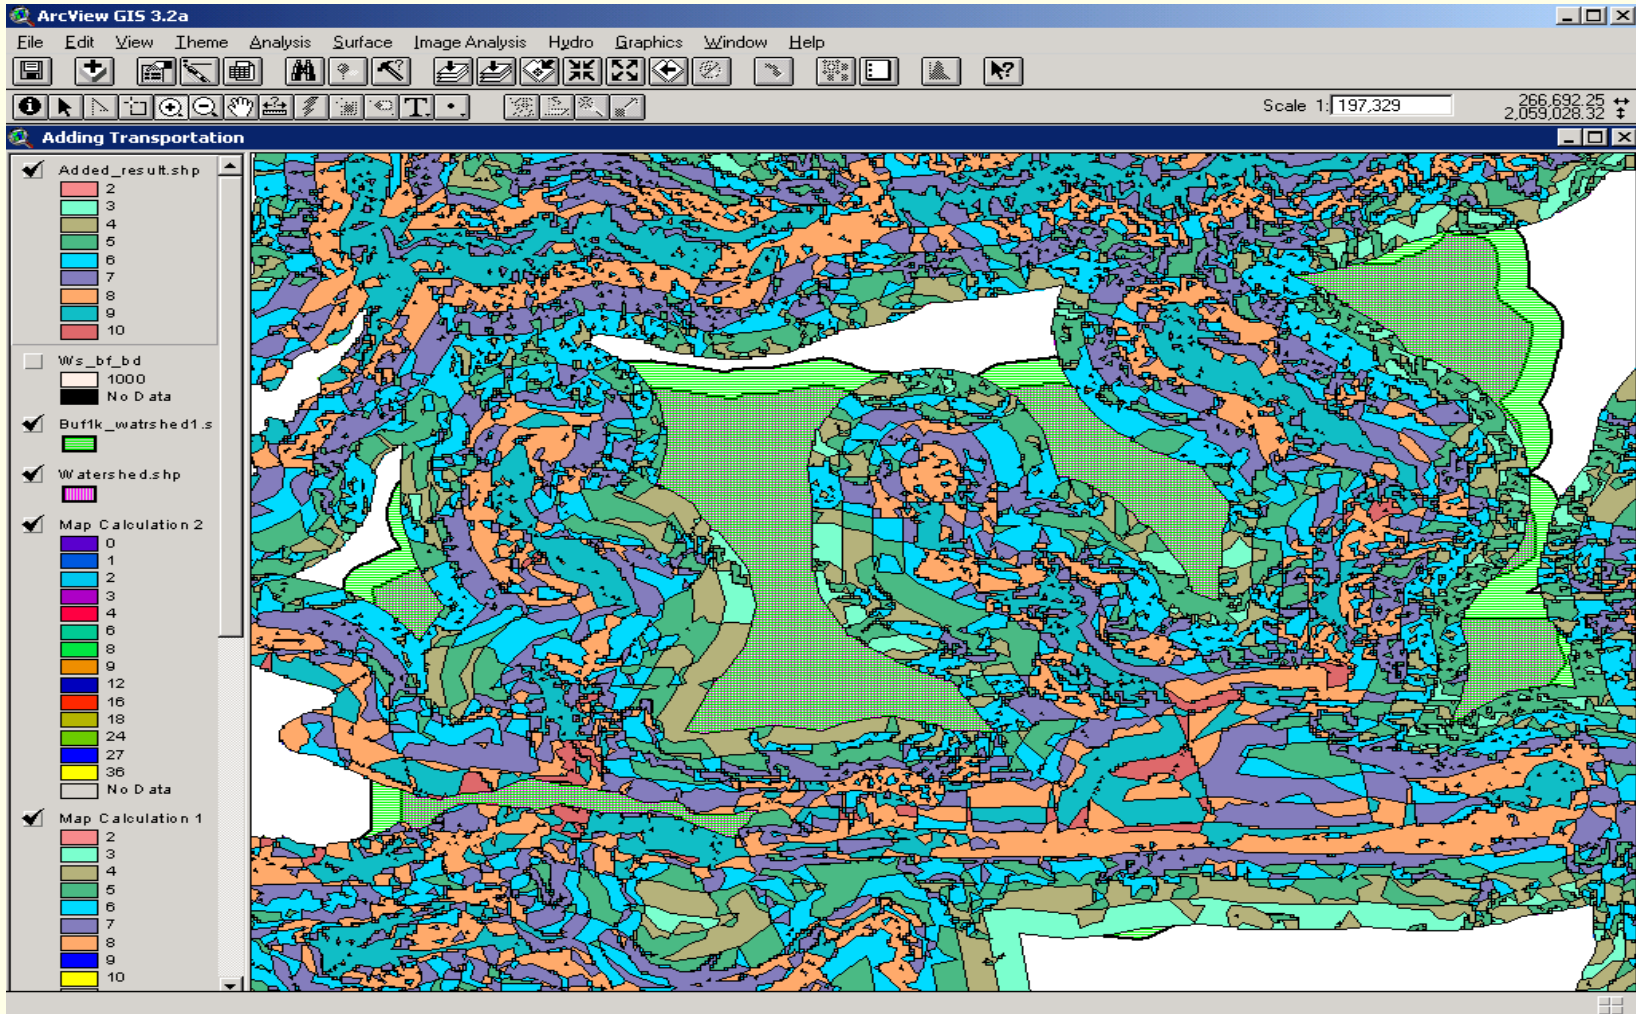 ArcView GIS 3.2a
File Edit View Theme Analysis Surface Image Analysis Hydro Graphics Window Help
Scale 1: 197,329
266,692.25
2,059,028.32
Adding Transportation
Added_result.shp
2
3
4
5
6
7
8
9
10
Ws_bf_bd
1000
No Data
Buf1k_watrshed1.s
Watershed.shp
Map Calculation 2
0
1
2
3
4
6
8
9
12
16
18
24
27
36
No Data
Map Calculation 1
2
3
4
5
6
7
8
9
10